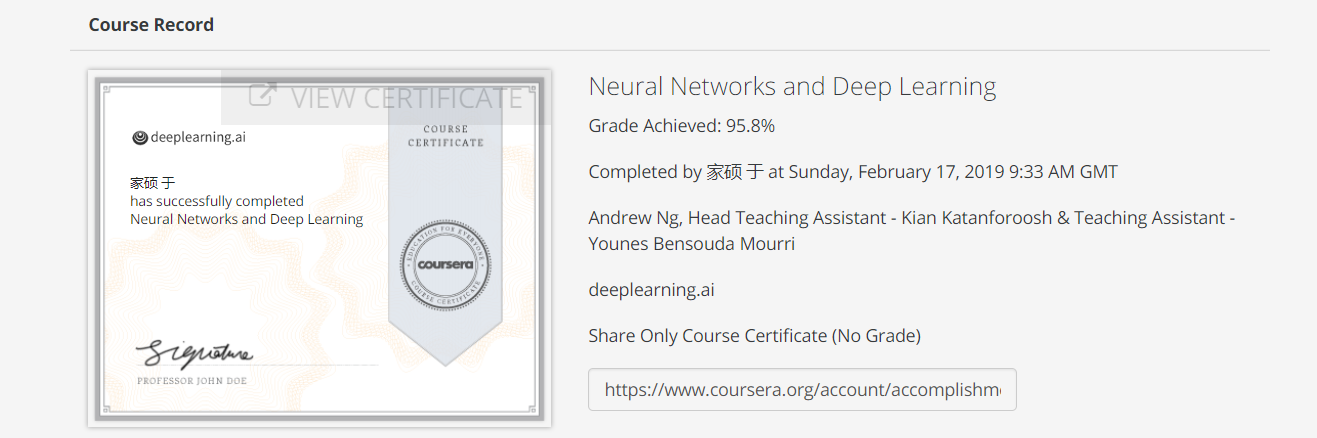 Course Record
VIEW CERTIFICATE
deeplearning.ai
COURSE
CERTIFICATE
家硕 于
has successfully completed
Neural Networks and Deep Learning
EDUCATION FOR EVERYONE
coursera
COURSE CERTIFICATE
Signature
PROFESSOR JOHN DOE
Neural Networks and Deep Learning
Grade Achieved: 95.8%
Completed by 家硕 于 at Sunday, February 17, 2019 9:33 AM GMT
Andrew Ng, Head Teaching Assistant - Kian Katanforoosh & Teaching Assistant -
Younes Bensouda Mourri
deeplearning.ai
Share Only Course Certificate (No Grade)
https://www.coursera.org/account/accomplishm